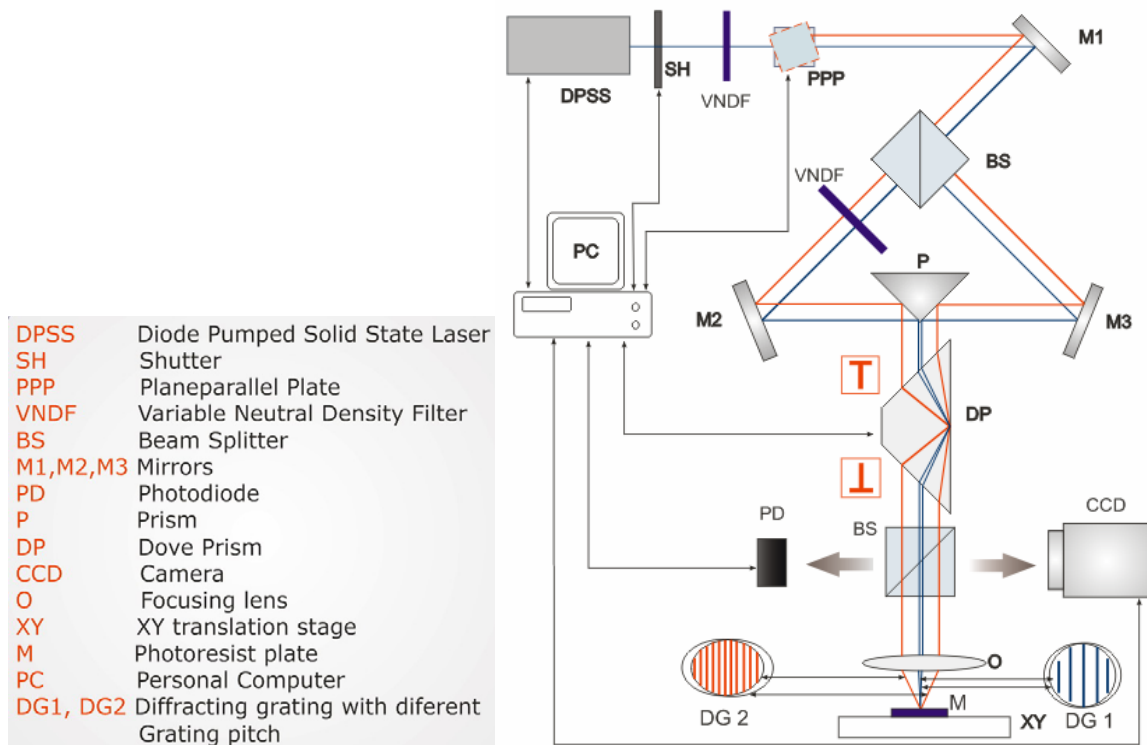 DPSS Diode Pumped Solid State Laser
SH Shutter
PPP Planeparallel Plate
VNDF Variable Neutral Density Filter
BS Beam Splitter
M1,M2,M3 Mirrors
PD Photodiode
P Prism
DP Dove Prism
CCD Camera
O Focusing lens
XY XY translation stage
M Photoresist plate
PC Personal Computer
DG1, DG2 Diffracting grating with diferent
Grating pitch
DPSS
SH
VNDF
PPP
M1
BS
VNDF
PC
P
M2
M3
T
DP
T
PD
BS
CCD
O
DG 2
M
XY
DG 1